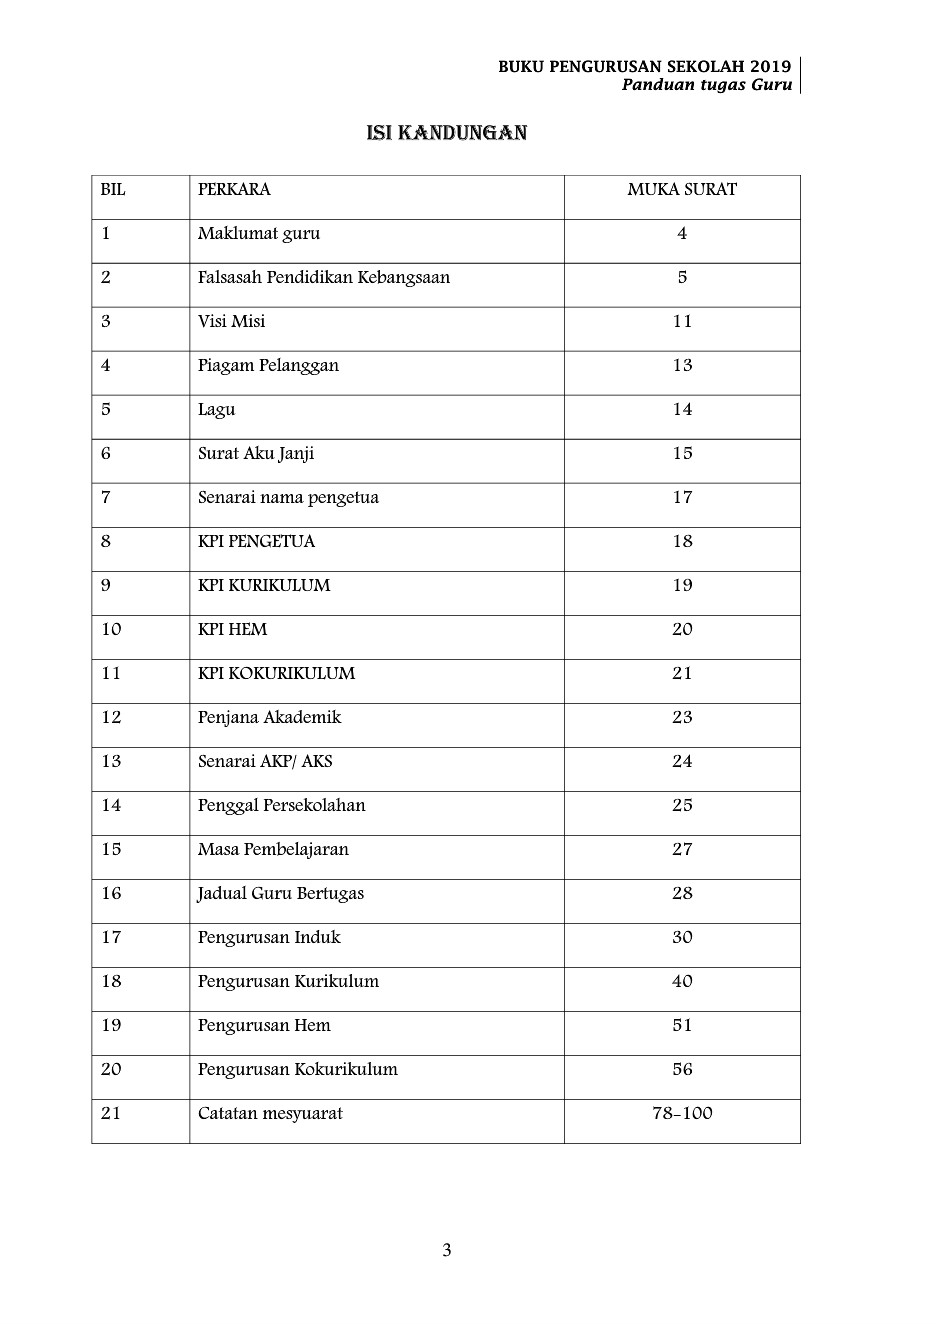 BUKU PENGURUSAN SEKOLAH 2019
Panduan tugas Guru
ISI KANDUNGAN
BIL PERKARA MUKA SURAT
1 Maklumat guru 4
2 Falsasah Pendidikan Kebangsaan 5
3 Visi Misi 11
4 Piagam Pelanggan 13
5 Lagu 14
6 Surat Aku Janji 15
7 Senarai nama pengetua 17
8 KPI PENGETUA 18
9 KPI KURIKULUM 19
10 KPI HEM 20
11 KPI KOKURIKULUM 21
12 Penjana Akademik 23
13 Senarai AKP/ AKS 24
14 Penggal Persekolahan 25
15 Masa Pembelajaran 27
16 Jadual Guru Bertugas 28
17 Pengurusan Induk 30
18 Pengurusan Kurikulum 40
19 Pengurusan Hem 51
20 Pengurusan Kokurikulum 56
21 Catatan mesyuarat 78-100
3